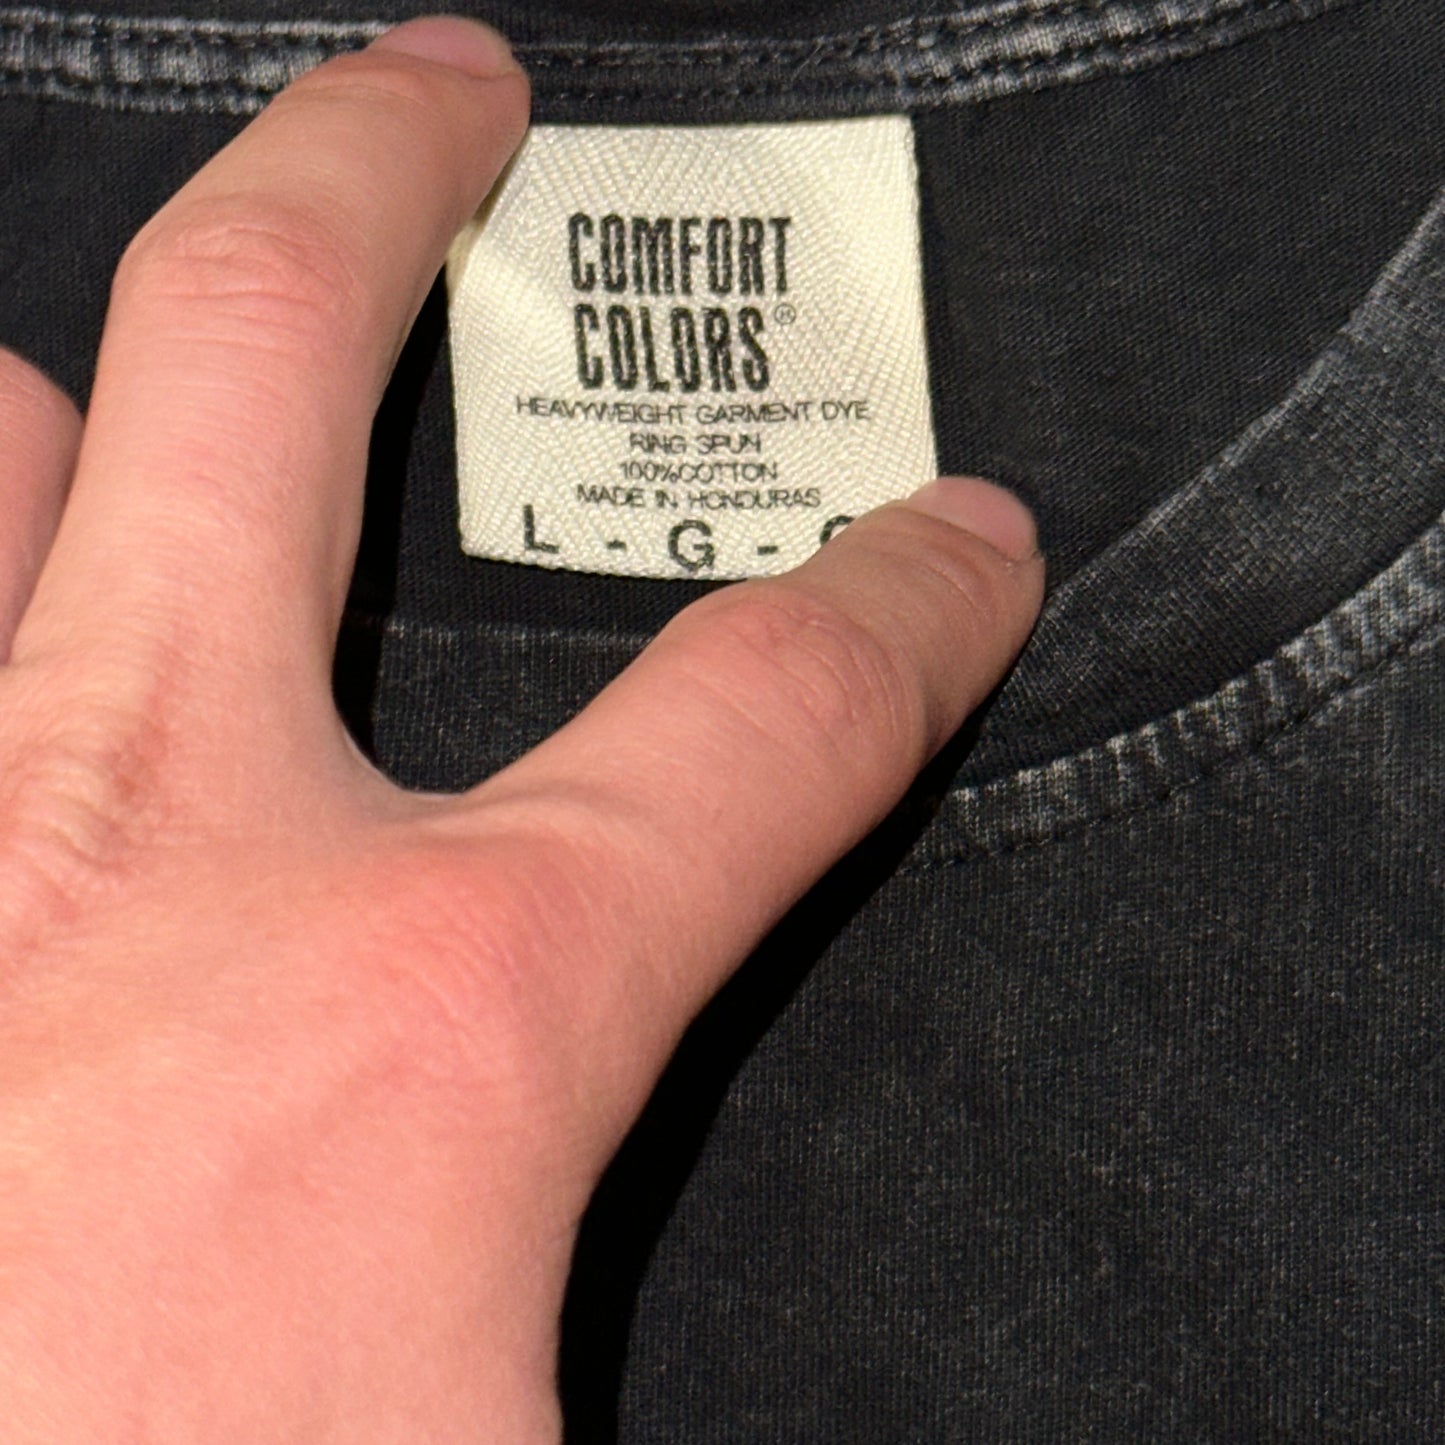 COMFORT
COLORS®
HEAVYWEIGHT GARMENT DYE
RING SPUN
100%COTTON
MADE IN HONDURAS
L - G -